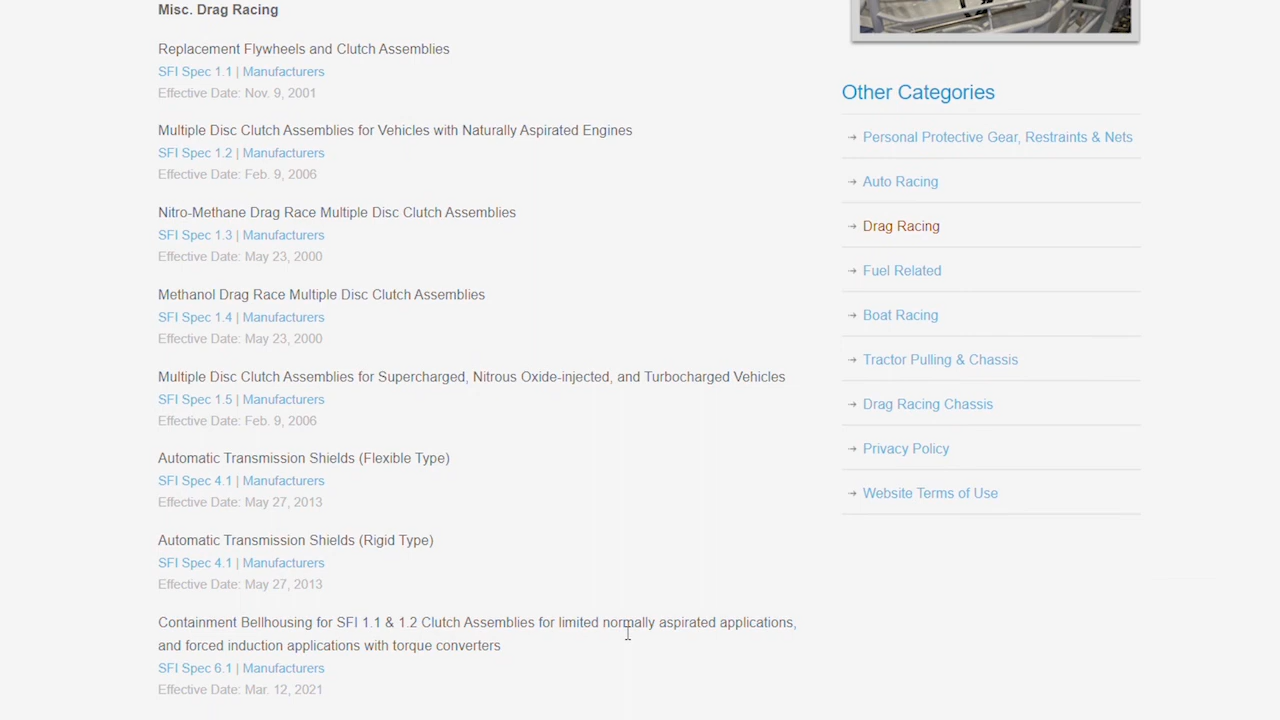 Misc. Drag Racing
Replacement Flywheels and Clutch Assemblies
SFI Spec 1.1 | Manufacturers
Effective Date: Nov. 9, 2001
Multiple Disc Clutch Assemblies for Vehicles with Naturally Aspirated Engines
SFI Spec 1.2 | Manufacturers
Effective Date: Feb. 9, 2006
Nitro-Methane Drag Race Multiple Disc Clutch Assemblies
SFI Spec 1.3 | Manufacturers
Effective Date: May 23, 2000
Methanol Drag Race Multiple Disc Clutch Assemblies
SFI Spec 1.4 | Manufacturers
Effective Date: May 23, 2000
Multiple Disc Clutch Assemblies for Supercharged, Nitrous Oxide-injected, and Turbocharged Vehicles
SFI Spec 1.5 | Manufacturers
Effective Date: Feb. 9, 2006
Automatic Transmission Shields (Flexible Type)
SFI Spec 4.1 | Manufacturers
Effective Date: May 27, 2013
Automatic Transmission Shields (Rigid Type)
SFI Spec 4.1 | Manufacturers
Effective Date: May 27, 2013
Containment Bellhousing for SFI 1.1 & 1.2 Clutch Assemblies for limited normally aspirated applications,
and forced induction applications with torque converters
SFI Spec 6.1 | Manufacturers
Effective Date: Mar. 12, 2021
Other Categories
Personal Protective Gear, Restraints & Nets
Auto Racing
Drag Racing
Fuel Related
Boat Racing
Tractor Pulling & Chassis
Drag Racing Chassis
Privacy Policy
Website Terms of Use